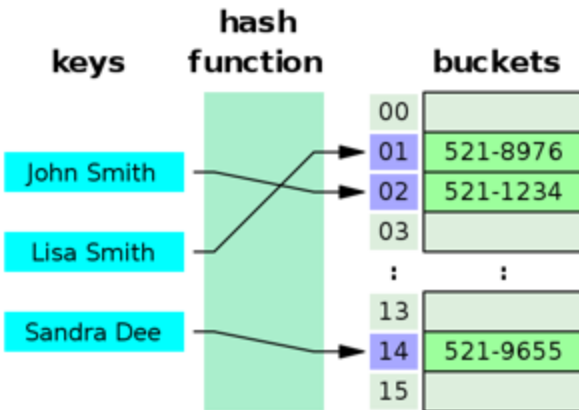 hash
keys function buckets
00
01 521-8976
John Smith
02 521-1234
03
Lisa Smith
: :
13
Sandra Dee
14 521-9655
15